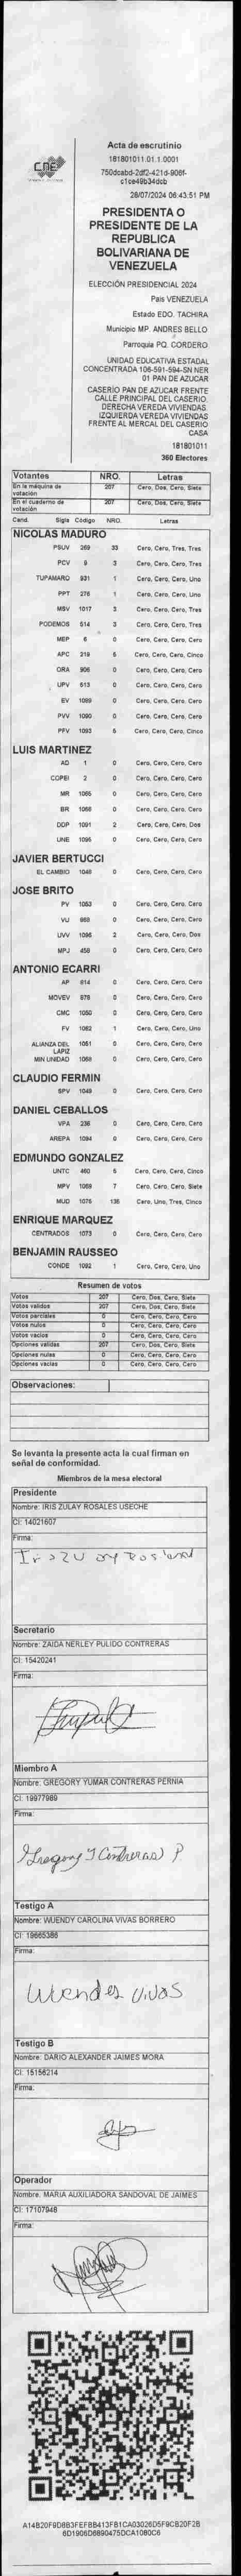 CNE
Acta de escrutinio
181801011.01.1.0001
750dcabd-2df2-421d-906f-
c1ce49b34dcb
28/07/2024 06:43:51 PM
PRESIDENTA O
PRESIDENTE DE LA
REPUBLICA
BOLIVARIANA DE
VENEZUELA
ELECCIÓN PRESIDENCIAL 2024
Pais VENEZUELA
Estado EDO. TACHIRA
Municipio MP. ANDRES BELLO
Parroquia PQ. CORDERO
UNIDAD EDUCATIVA ESTADAL
CONCENTRADA 106-591-594-SN NER
01 PAN DE AZUCAR
CASERÍO PAN DE AZUCAR FRENTE
CALLE PRINCIPAL DEL CASERIO.
DERECHA VEREDA VIVIENDAS.
IZQUIERDA VEREDA VIVIENDAS
FRENTE AL MERCAL DEL CASERIO
CASA
181801011
360 Electores
Votantes NRO. Letras
En la máquina de votación 207 Cero, Dos, Cero, Siete
En el cuaderno de votación 207 Cero, Dos, Cero, Siete
Cand. Sigla Código NRO. Letras
NICOLAS MADURO
PSUV 269 33 Cero, Cero, Tres, Tres
PCV 9 3 Cero, Cero, Cero, Tres
TUPAMARO 931 1 Cero, Cero, Cero, Uno
PPT 276 1 Cero, Cero, Cero, Uno
MSV 1017 3 Cero, Cero, Cero, Tres
PODEMOS 514 3 Cero, Cero, Cero, Tres
MEP 6 0 Cero, Cero, Cero, Cero
APC 219 5 Cero, Cero, Cero, Cinco
ORA 906 0 Cero, Cero, Cero, Cero
UPV 613 0 Cero, Cero, Cero, Cero
EV 1089 0 Cero, Cero, Cero, Cero
PVV 1090 0 Cero, Cero, Cero, Cero
PFV 1093 5 Cero, Cero, Cero, Cinco
LUIS MARTINEZ
AD 1 0 Cero, Cero, Cero, Cero
COPEI 2 0 Cero, Cero, Cero, Cero
MR 1065 0 Cero, Cero, Cero, Cero
BR 1066 0 Cero, Cero, Cero, Cero
DDP 1091 2 Cero, Cero, Cero, Dos
UNE 1095 0 Cero, Cero, Cero, Cero
JAVIER BERTUCCI
EL CAMBIO 1048 0 Cero, Cero, Cero, Cero
JOSE BRITO
PV 1053 0 Cero, Cero, Cero, Cero
VU 868 0 Cero, Cero, Cero, Cero
UVV 1096 2 Cero, Cero, Cero, Dos
MPJ 458 0 Cero, Cero, Cero, Cero
ANTONIO ECARRI
AP 814 0 Cero, Cero, Cero, Cero
MOVEV 978 0 Cero, Cero, Cero, Cero
CMC 1050 0 Cero, Cero, Cero, Cero
FV 1082 1 Cero, Cero, Cero, Uno
ALIANZA DEL LAPIZ 1051 0 Cero, Cero, Cero, Cero
MIN UNIDAD 1068 0 Cero, Cero, Cero, Cero
CLAUDIO FERMIN
SPV 1049 0 Cero, Cero, Cero, Cero
DANIEL CEBALLOS
VPA 236 0 Cero, Cero, Cero, Cero
AREPA 1094 0 Cero, Cero, Cero, Cero
EDMUNDO GONZALEZ
UNTC 460 5 Cero, Cero, Cero, Cinco
MPV 1069 7 Cero, Cero, Cero, Siete
MUD 1075 135 Cero, Uno, Tres, Cinco
ENRIQUE MARQUEZ
CENTRADOS 1073 0 Cero, Cero, Cero, Cero
BENJAMIN RAUSSEO
CONDE 1092 1 Cero, Cero, Cero, Uno
Resumen de votos
Votos 207 Cero, Dos, Cero, Siete
Votos validos 207 Cero, Dos, Cero, Siete
Votos parciales 0 Cero, Cero, Cero, Cero
Votos nulos 0 Cero, Cero, Cero, Cero
Votos vacíos 0 Cero, Cero, Cero, Cero
Opciones validas 207 Cero, Dos, Cero, Siete
Opciones nulas 0 Cero, Cero, Cero, Cero
Opciones vacías 0 Cero, Cero, Cero, Cero
Observaciones:
Se levanta la presente acta la cual firman en
señal de conformidad.
Miembros de la mesa electoral
Presidente
Nombre: IRIS ZULAY ROSALES USECHE
CI: 14021607
Firma:
Secretario
Nombre: ZAIDA NERLEY PULIDO CONTRERAS
CI: 15420241
Firma:
Miembro A
Nombre: GREGORY YUMAR CONTRERAS PERNIA
CI: 19977989
Firma:
Gregory Y Contreras P
Testigo A
Nombre: WUENDY CAROLINA VIVAS BORRERO
CI: 19665386
Firma:
Wuendes Vivas
Testigo B
Nombre: DARIO ALEXANDER JAIMES MORA
CI: 15156214
Firma:
Operador
Nombre: MARIA AUXILIADORA SANDOVAL DE JAIMES
CI: 17107946
Firma:
A14B20F9D8B3FEFBB413FB1CA03026D5F9CB20F2B
6D1906D6890475DCA1080C6